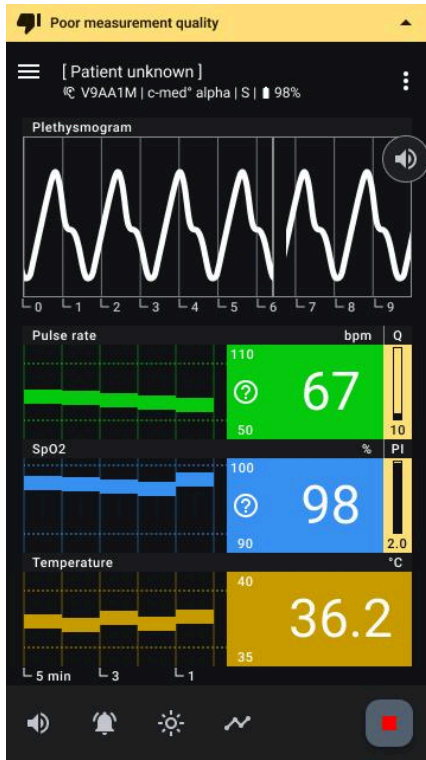 Poor measurement quality
[ Patient unknown ]
V9AA1M | c-med° alpha | S | 98%
Plethysmogram
0 1 2 3 4 5 6 7 8 9
Pulse rate bpm Q
110
67
50 10
SpO2 % PI
100
98
90 2.0
Temperature °C
40
36.2
35
5 min 3 1